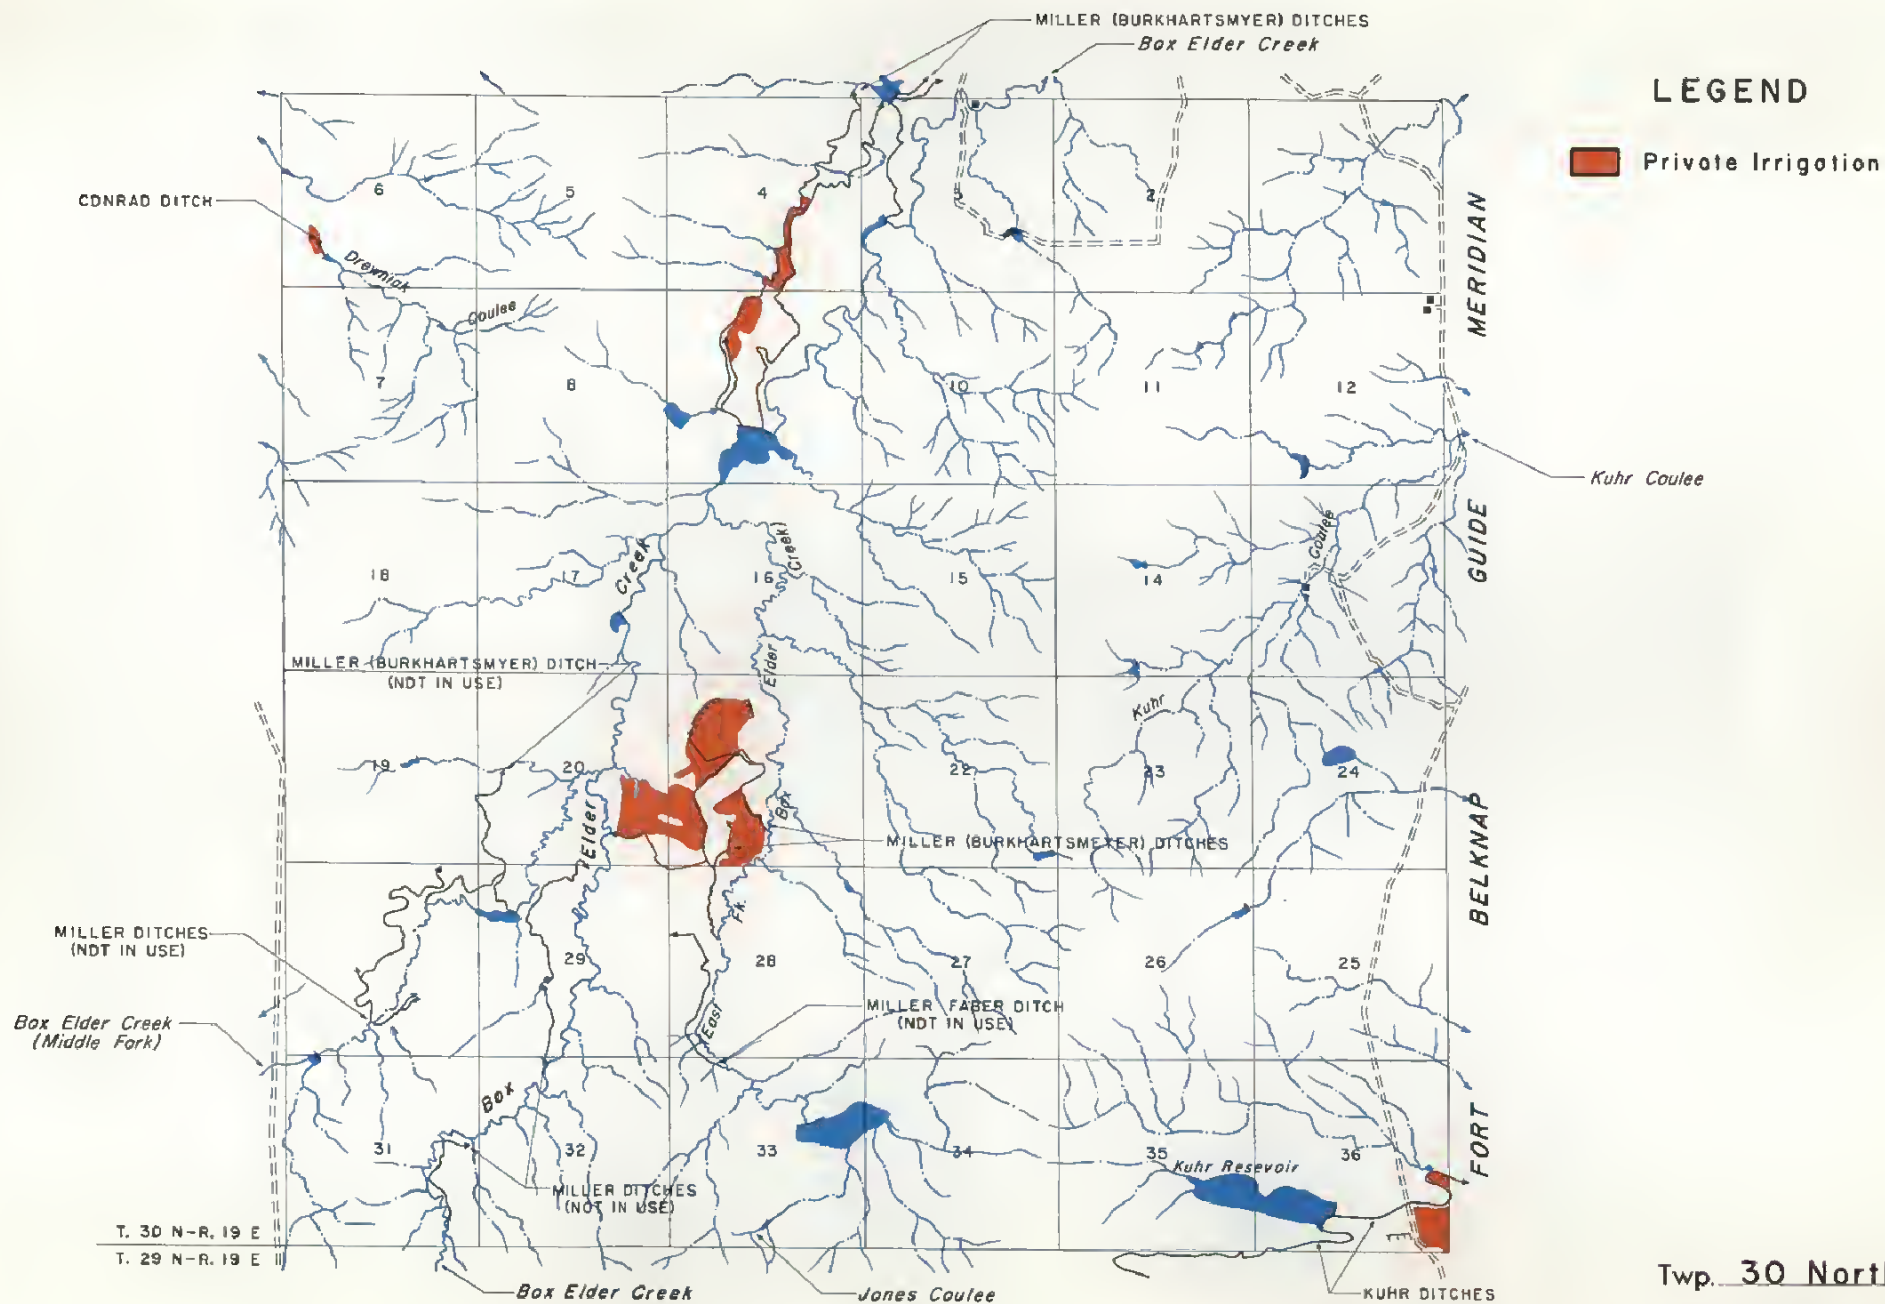 MILLER (BURKHARTSMYER) DITCHES
Box Elder Creek
LEGEND
Private Irrigation
CONRAD DITCH
6
5
4
3
2
Drewniak
Coulee
MERIDIAN
7
8
10
11
12
Kuhr Coulee
18
17
Creek
16
Creek)
15
14
Coulee
GUIDE
MILLER (BURKHARTSMYER) DITCH
(NOT IN USE)
Elder
Kuhr
19
20
22
23
24
Elder
Box
MILLER (BURKHARTSMEYER) DITCHES
BELKNAP
Fk.
MILLER DITCHES
(NOT IN USE)
29
28
27
26
25
MILLER FABER DITCH
(NOT IN USE)
(East
Box Elder Creek
(Middle Fork)
Box
31
32
33
34
35
36
FORT
Kuhr Resevoir
MILLER DITCHES
(NOT IN USE)
T. 30 N-R. 19 E
T. 29 N-R. 19 E
Box Elder Creek
Jones Coulee
KUHR DITCHES
Twp. 30 North